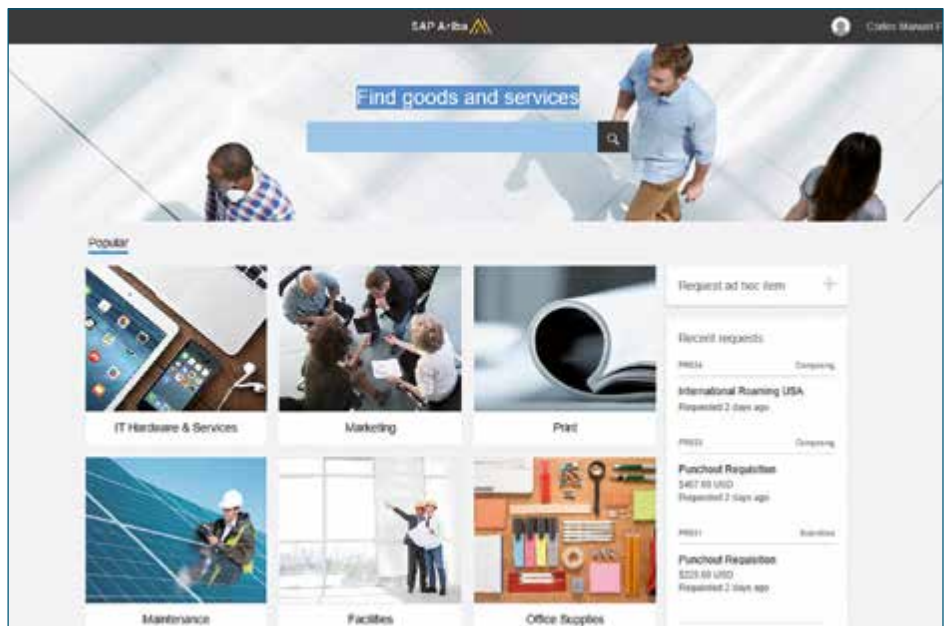 SAP Ariba
Find goods and services
Popular
Request ad hoc item
Recent requests
Composing
International Roaming USA
Requested 2 days ago
Composing
Punchout Requisition
Requested 2 days ago
Punchout Requisition
Requested 2 days ago
IT Hardware & Services
Marketing
Print
Maintenance
Facilities
Office Supplies